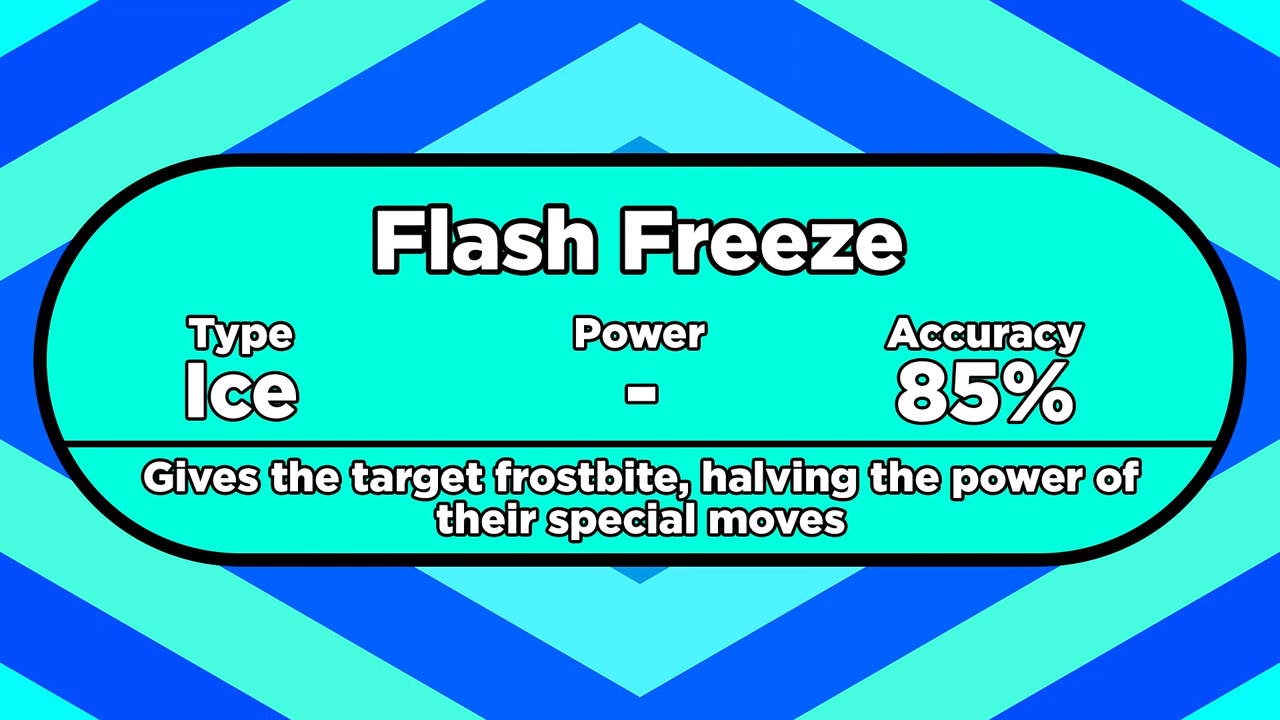 Flash Freeze
Type Power Accuracy
Ice - 85%
Gives the target frostbite, halving the power of
their special moves